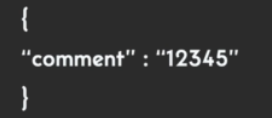 {
“comment” : “12345”
}